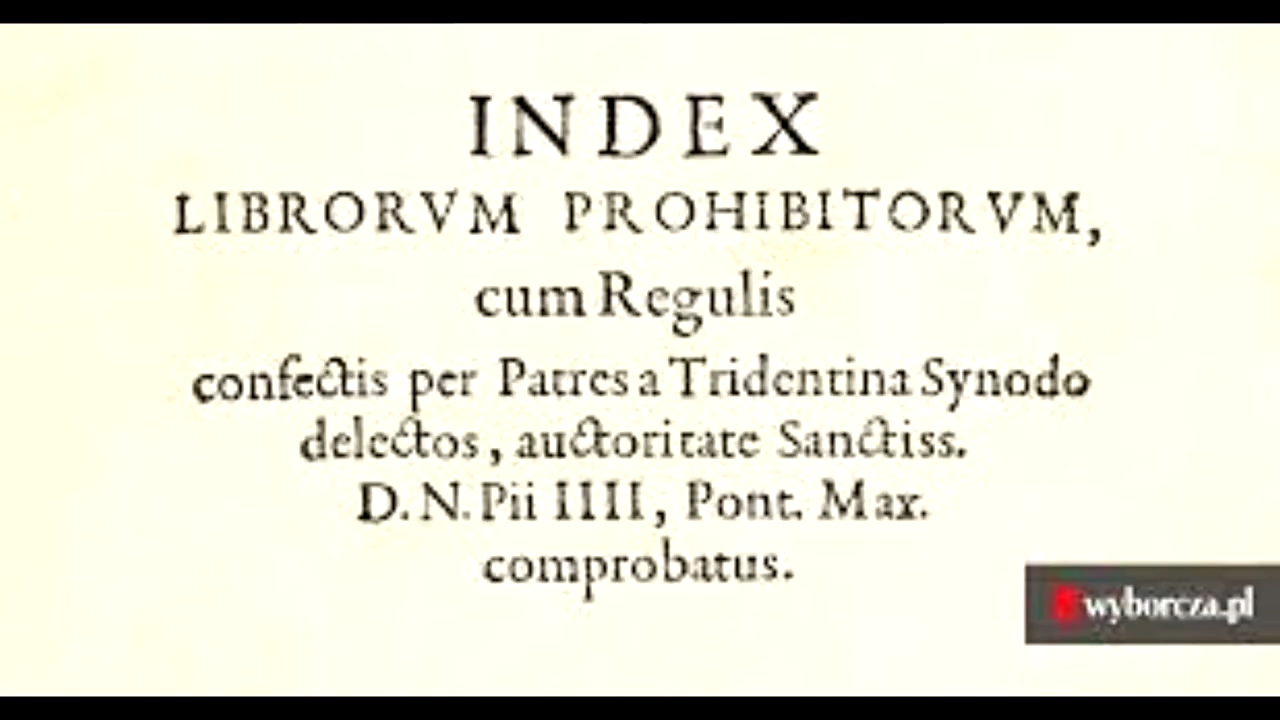 INDEX
LIBRORVM PROHIBITORVM,
cum Regulis
confectis per Patres a Tridentina Synodo
delectos, auctoritate Sanctiss.
D. N. Pii IIII, Pont. Max.
comprobatus.
wyborcza.pl